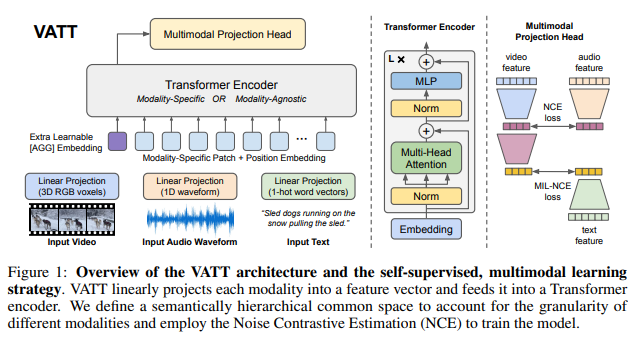 VATT
Multimodal Projection Head
Transformer Encoder
Modality-Specific OR Modality-Agnostic
Extra Learnable
[AGG] Embedding
...
Modality-Specific Patch + Position Embedding
Linear Projection
(3D RGB voxels)
Linear Projection
(1D waveform)
Linear Projection
(1-hot word vectors)
"Sled dogs running on the
snow pulling the sled."
Input Video
Input Audio Waveform
Input Text
Transformer Encoder
L ×
+
MLP
Norm
+
Multi-Head
Attention
Norm
Embedding
Multimodal
Projection Head
video
feature
audio
feature
NCE
loss
MIL-NCE
loss
text
feature
Figure 1: Overview of the VATT architecture and the self-supervised, multimodal learning
strategy. VATT linearly projects each modality into a feature vector and feeds it into a Transformer
encoder. We define a semantically hierarchical common space to account for the granularity of
different modalities and employ the Noise Contrastive Estimation (NCE) to train the model.